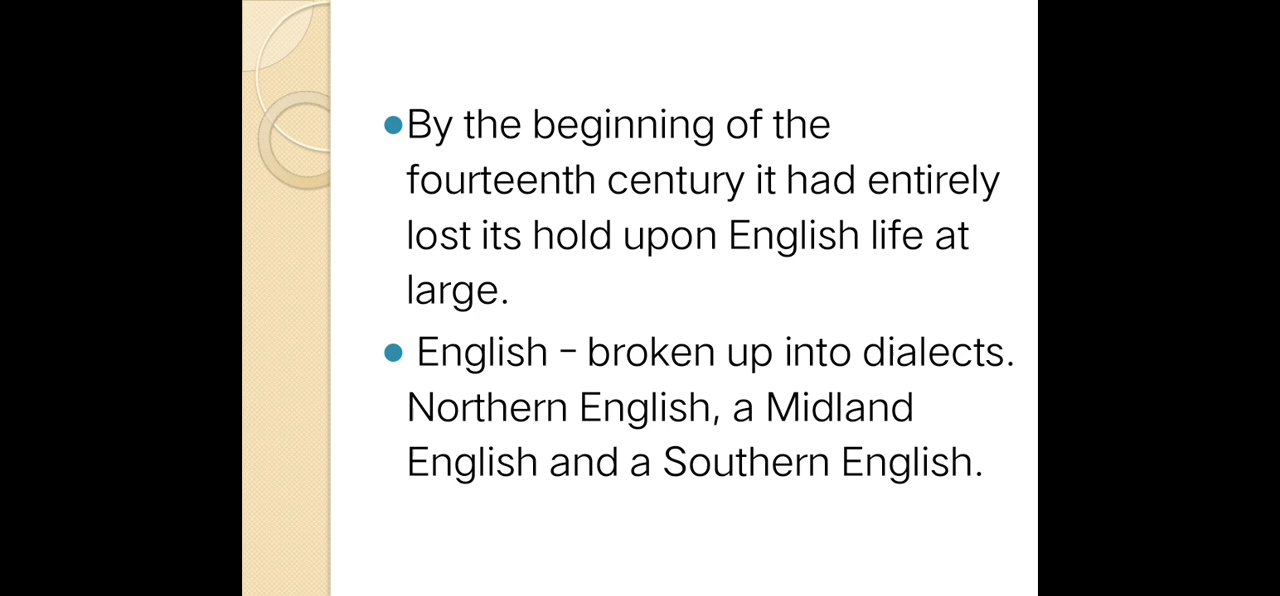 ●By the beginning of the
fourteenth century it had entirely
lost its hold upon English life at
large.
● English – broken up into dialects.
Northern English, a Midland
English and a Southern English.